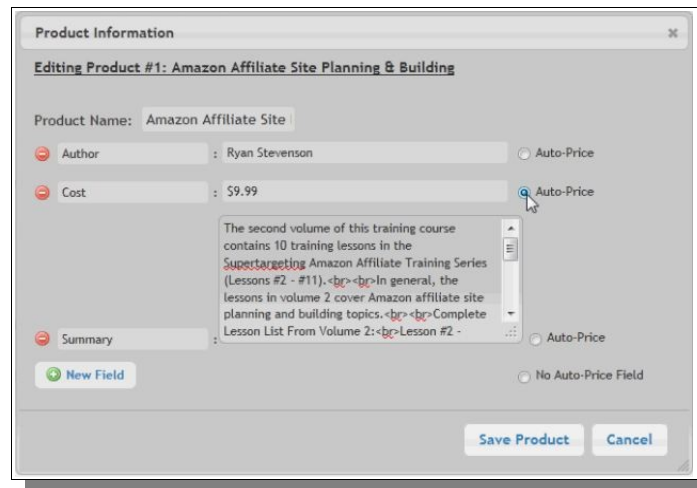 Product Information
Editing Product #1: Amazon Affiliate Site Planning & Building
Product Name: Amazon Affiliate Site
Author : Ryan Stevenson Auto-Price
Cost : $9.99 Auto-Price
The second volume of this training course
contains 10 training lessons in the
Supertargeting Amazon Affiliate Training Series
(Lessons #2 - #11).<br><br>In general, the
lessons in volume 2 cover Amazon affiliate site
planning and building topics.<br><br>Complete
Lesson List From Volume 2:<br>Lesson #2 -
Summary : Auto-Price
New Field No Auto-Price Field
Save Product Cancel